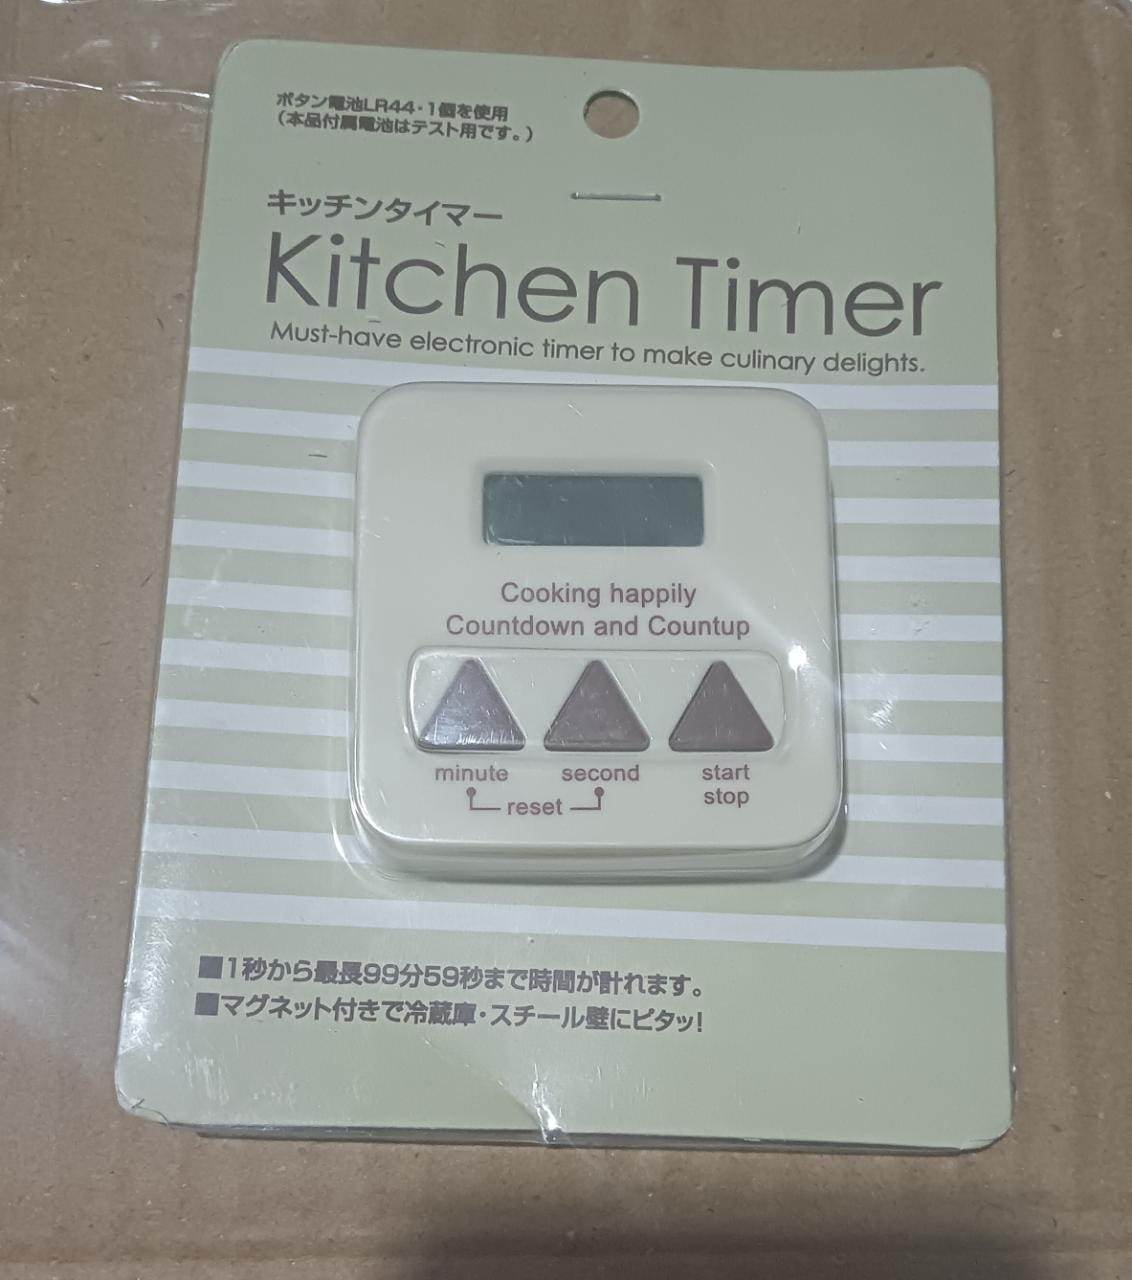 ボタン電池LR44・1個を使用
（本品付属電池はテスト用です。）
キッチンタイマー
Kitchen Timer
Must-have electronic timer to make culinary delights.
Cooking happily
Countdown and Countup
minute second start
stop
reset
■1秒から最長99分59秒まで時間が計れます。
■マグネット付きで冷蔵庫・スチール壁にピタッ!